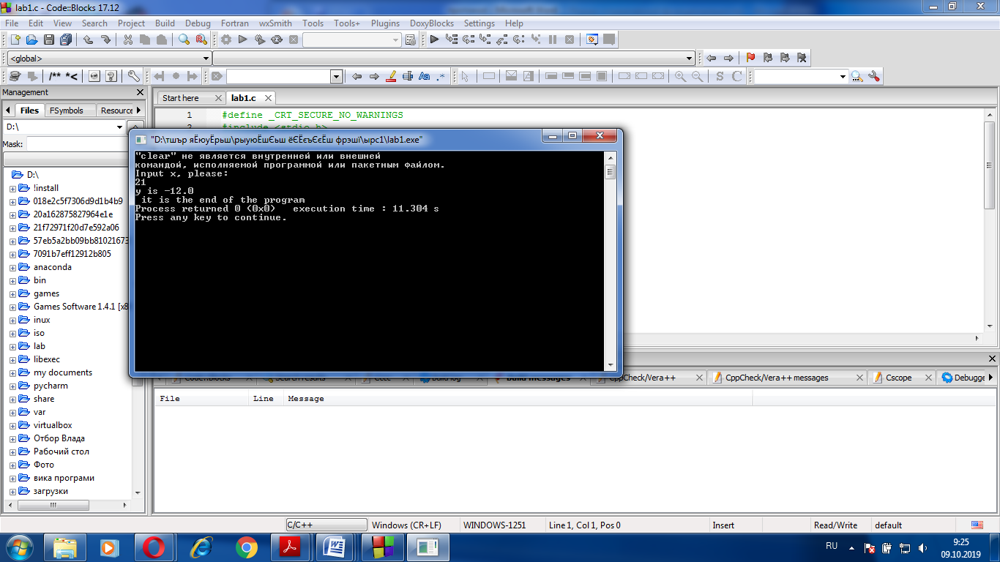 lab1.c - Code::Blocks 17.12
File Edit View Search Project Build Debug Fortran wxSmith Tools Tools+ Plugins DoxyBlocks Settings Help
<global>
/** *<
S C
Management
Files FSymbols Resource
Start here lab1.c
D:\
Mask:
1 #define _CRT_SECURE_NO_WARNINGS
"D:\тшър яЁюуЁрьш\рыуюЁшЄьш ёЄЁєъЄєЁш фрэшї\ырс1\lab1.exe"
"clear" не является внутренней или внешней
командой, исполняемой программой или пакетным файлом.
Input x, please:
21
y is -12.0
it is the end of the program
Process returned 0 (0x0) execution time : 11.304 s
Press any key to continue.
D:\
!install
018e2c5f7306d9d1b4b9
20a162875827964e1e
21f72971f20d7e592a06
57eb5a2bb09bb81021673
7091b7eff12912b805
anaconda
bin
games
Games Software 1.4.1 [x8
inux
iso
lab
libexec
my documents
pycharm
share
var
virtualbox
Отбор Влада
Рабочий стол
Фото
вика програми
загрузки
Code::Blocks Search results Cccc Build log Build messages CppCheck/Vera++ CppCheck/Vera++ messages Cscope Debugge
File Line Message
C/C++ Windows (CR+LF) WINDOWS-1251 Line 1, Col 1, Pos 0 Insert Read/Write default
RU
9:25
09.10.2019